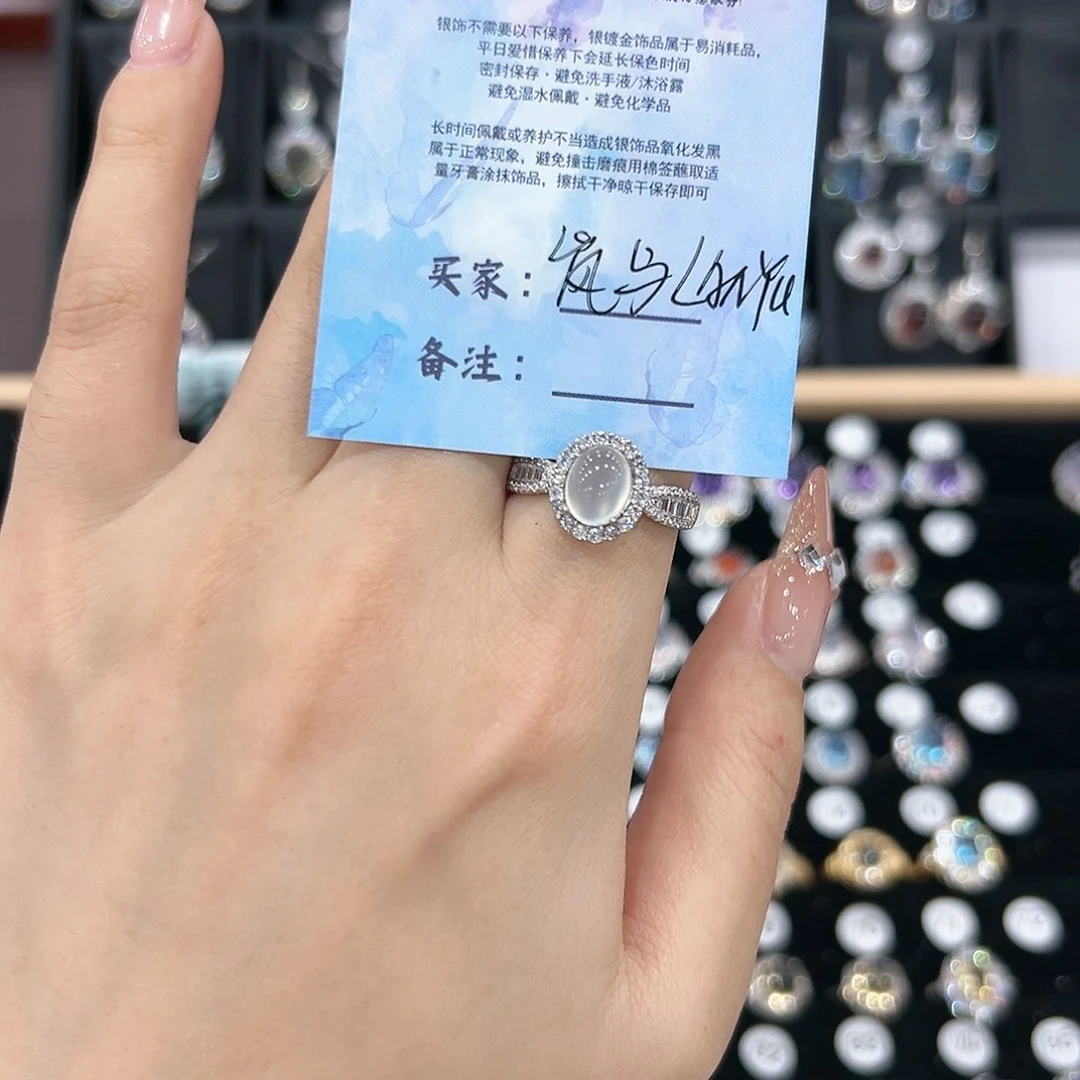 银饰不需要以下保养，银镀金饰品属于易消耗品，
平日爱惜保养下会延长保色时间
密封保存·避免洗手液/沐浴露
避免湿水佩戴·避免化学品
长时间佩戴或养护不当造成银饰品氧化发黑
属于正常现象，避免撞击磨痕用棉签蘸取适
量牙膏涂抹饰品，擦拭干净晾干保存即可
买家：LanYu
备注：